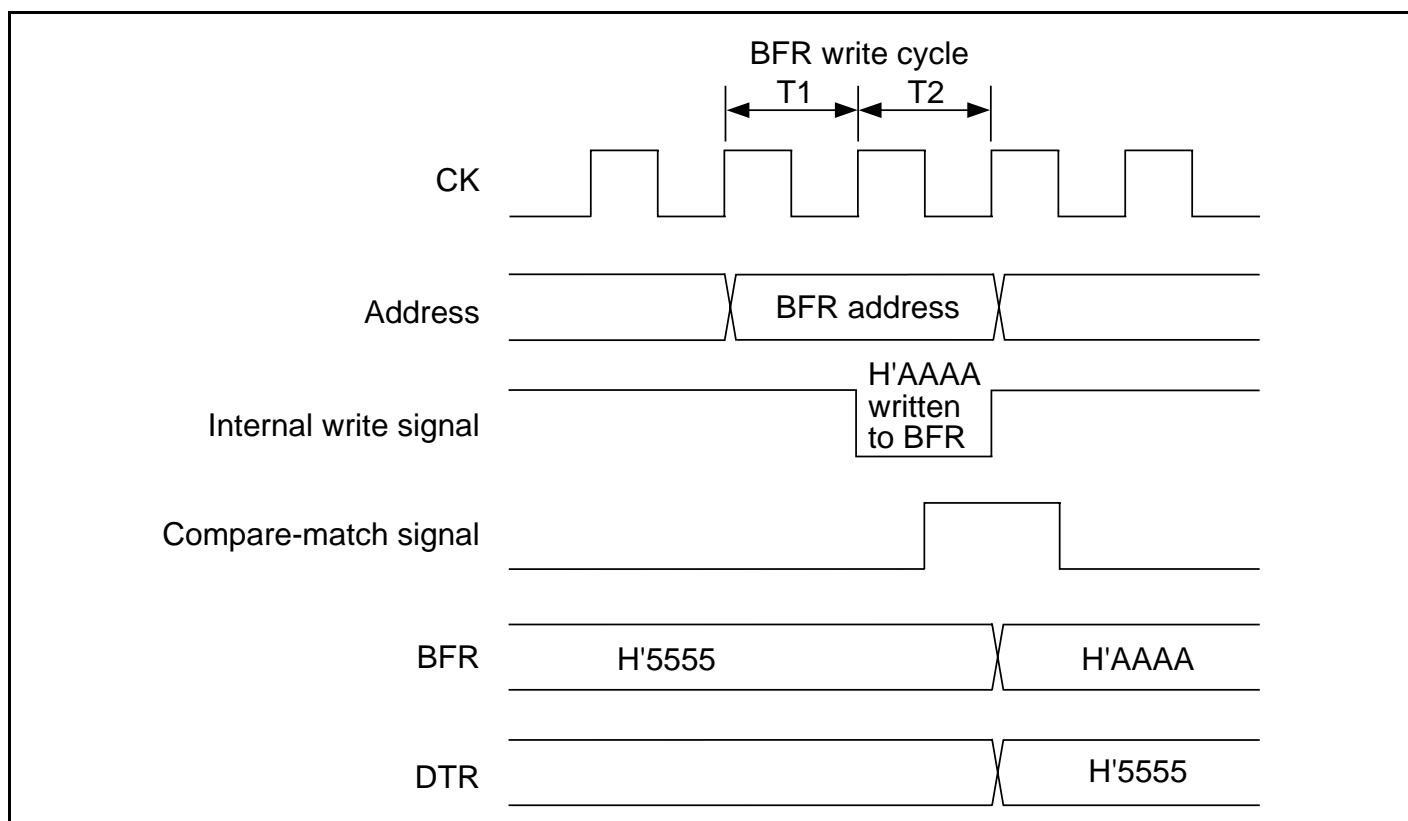 BFR write cycle
T1 T2
CK
Address BFR address
H'AAAA
Internal write signal written
to BFR
Compare-match signal
BFR H'5555 H'AAAA
DTR H'5555